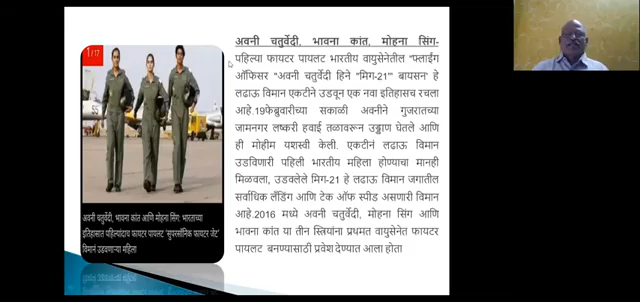 1/17
अवनी चतुर्वेदी, भावना कांत आणि मोहना सिंग: भारताच्या
इतिहासात पहिल्यांदाच फायटर पायलट 'सुपरसॉनिक फायटर जेट'
विमानं उडवणाऱ्या महिला
अवनी चतुर्वेदी, भावना कांत, मोहना सिंग-
पहिल्या फायटर पायलट भारतीय वायुसेनेतील "फ्लाईंग
ऑफिसर "अवनी चतुर्वेदी हिने "मिग-21"' बायसन' हे
लढाऊ विमान एकटीने उडवून एक नवा इतिहासच रचला
आहे.19फेब्रुवारीच्या सकाळी अवनीने गुजरातच्या
जामनगर लष्करी हवाई तळावरून उड्डाण घेतले आणि
ही मोहीम यशस्वी केली. एकटीनं लढाऊ विमान
उडविणारी पहिली भारतीय महिला होण्याचा मानही
मिळवला, उडवलेले मिग-21 हे लढाऊ विमान जगातील
सर्वाधिक लँडिंग आणि टेक ऑफ स्पीड असणारी विमान
आहे.2016 मध्ये अवनी चतुर्वेदी, मोहना सिंग आणि
भावना कांत या तीन स्त्रियांना प्रथमत वायुसेनेत फायटर
पायलट बनण्यासाठी प्रवेश देण्यात आला होता